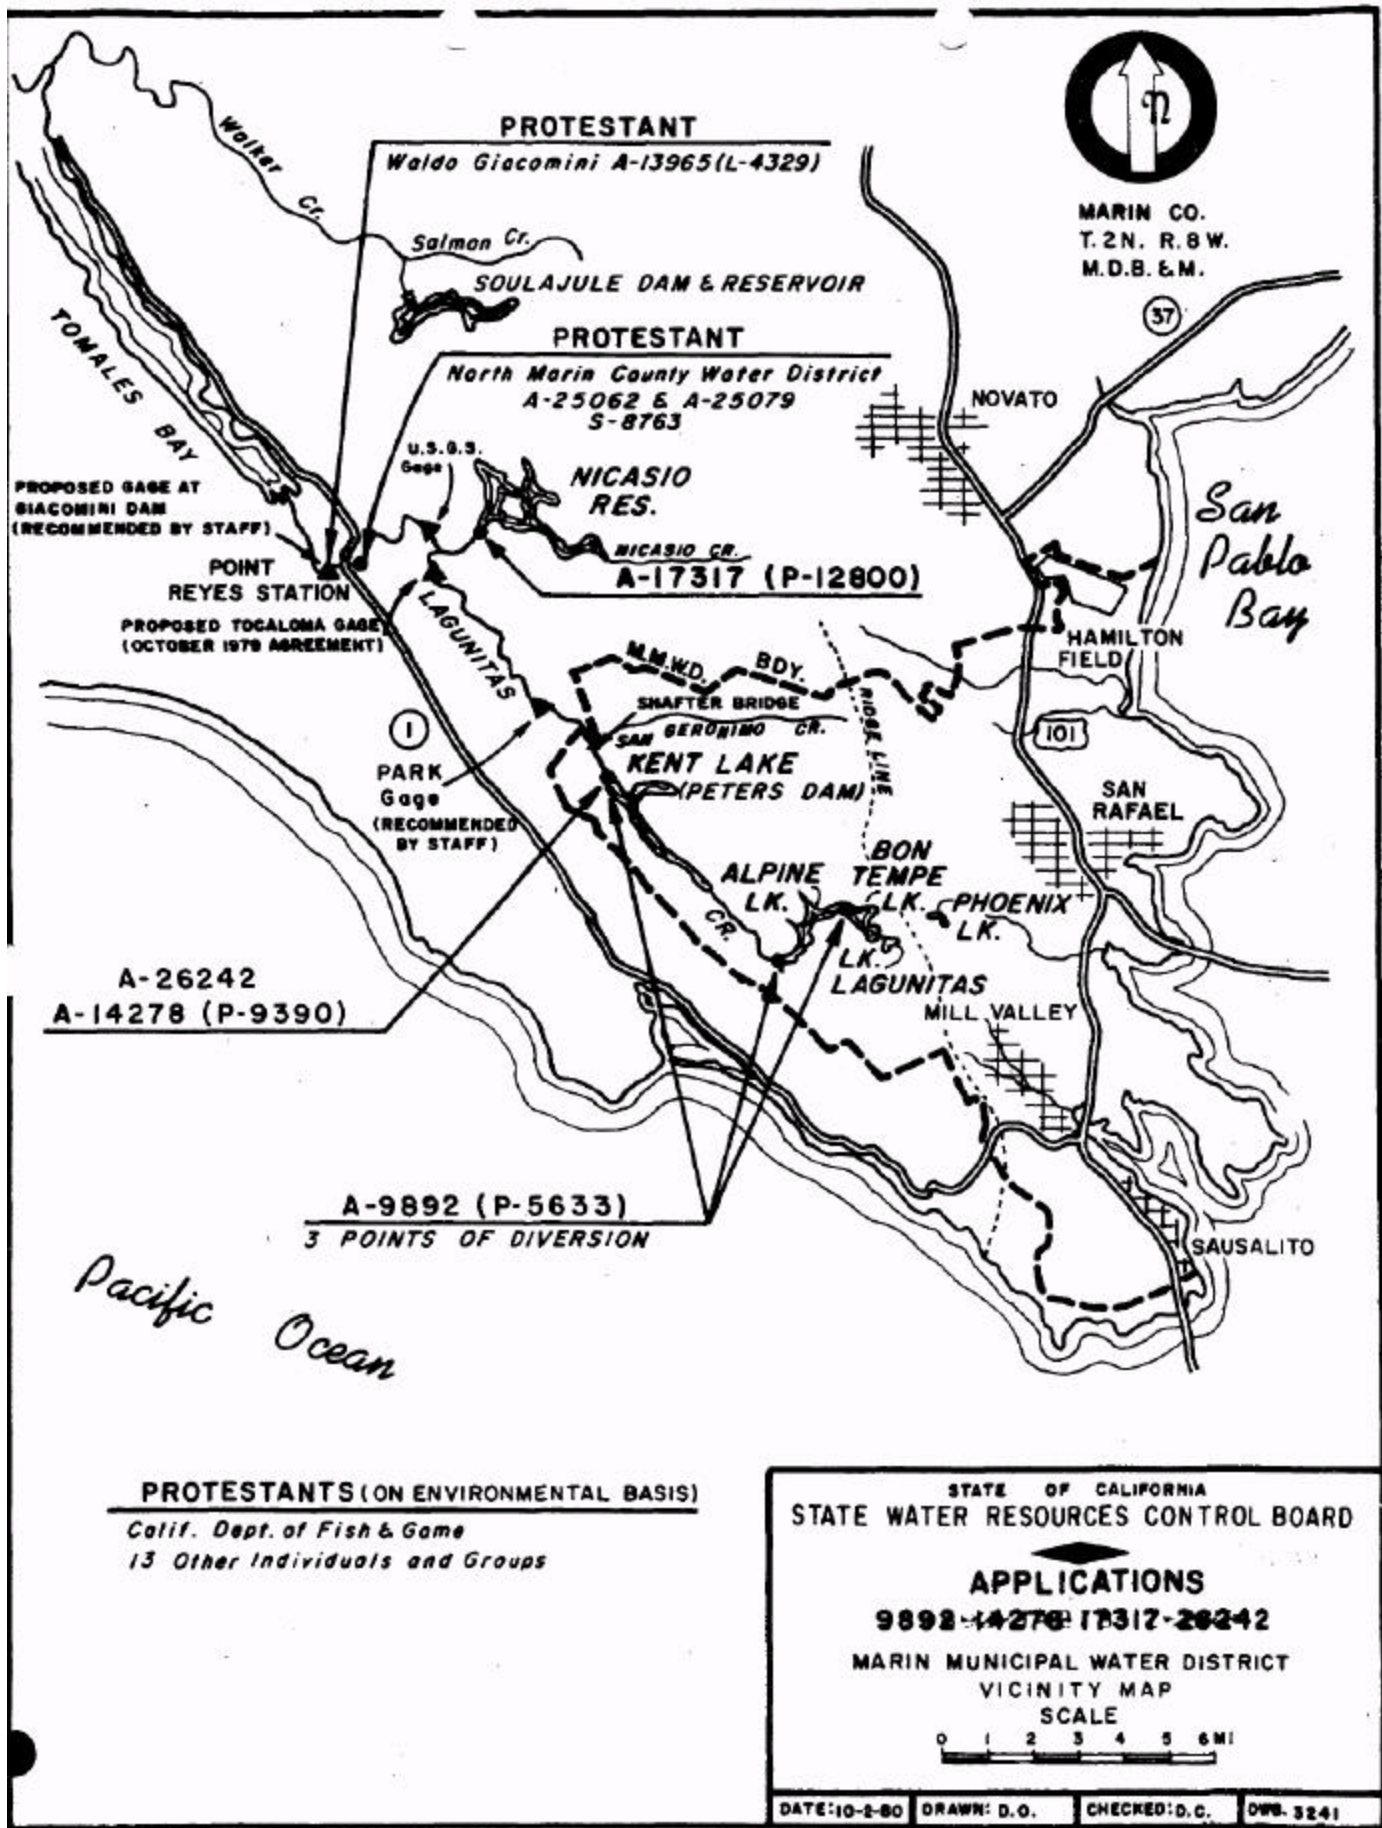 PROTESTANT
Waldo Giacomini A-13965(L-4329)
Walker Cr.
Salmon Cr.
SOULAJULE DAM & RESERVOIR
n
MARIN CO.
T. 2N. R. 8 W.
M.D.B. & M.
37
TOMALES BAY
PROTESTANT
North Marin County Water District
A-25062 & A-25079
S-8763
NOVATO
U.S.G.S.
Gage
NICASIO
RES.
NICASIO CR.
A-17317 (P-12800)
PROPOSED GAGE AT
GIACOMINI DAM
(RECOMMENDED BY STAFF)
POINT
REYES STATION
PROPOSED TOCALOMA GAGE
(OCTOBER 1979 AGREEMENT)
San
Pablo
Bay
HAMILTON
FIELD
LAGUNITAS
M.M.W.D. BDY.
RIDGE LINE
SHAFTER BRIDGE
SAN GERONIMO CR.
101
1
PARK
Gage
(RECOMMENDED
BY STAFF)
KENT LAKE
(PETERS DAM)
SAN
RAFAEL
ALPINE
LK.
BON
TEMPE
LK.
PHOENIX
LK.
CR.
LK.
LAGUNITAS
MILL VALLEY
A-26242
A-14278 (P-9390)
A-9892 (P-5633)
3 POINTS OF DIVERSION
SAUSALITO
Pacific Ocean
PROTESTANTS (ON ENVIRONMENTAL BASIS)
Calif. Dept. of Fish & Game
13 Other Individuals and Groups
STATE OF CALIFORNIA
STATE WATER RESOURCES CONTROL BOARD
APPLICATIONS
9892-14278-17317-26242
MARIN MUNICIPAL WATER DISTRICT
VICINITY MAP
SCALE
0 1 2 3 4 5 6 MI
DATE: 10-2-80 DRAWN: D.O. CHECKED: D.C. DWG. 3241